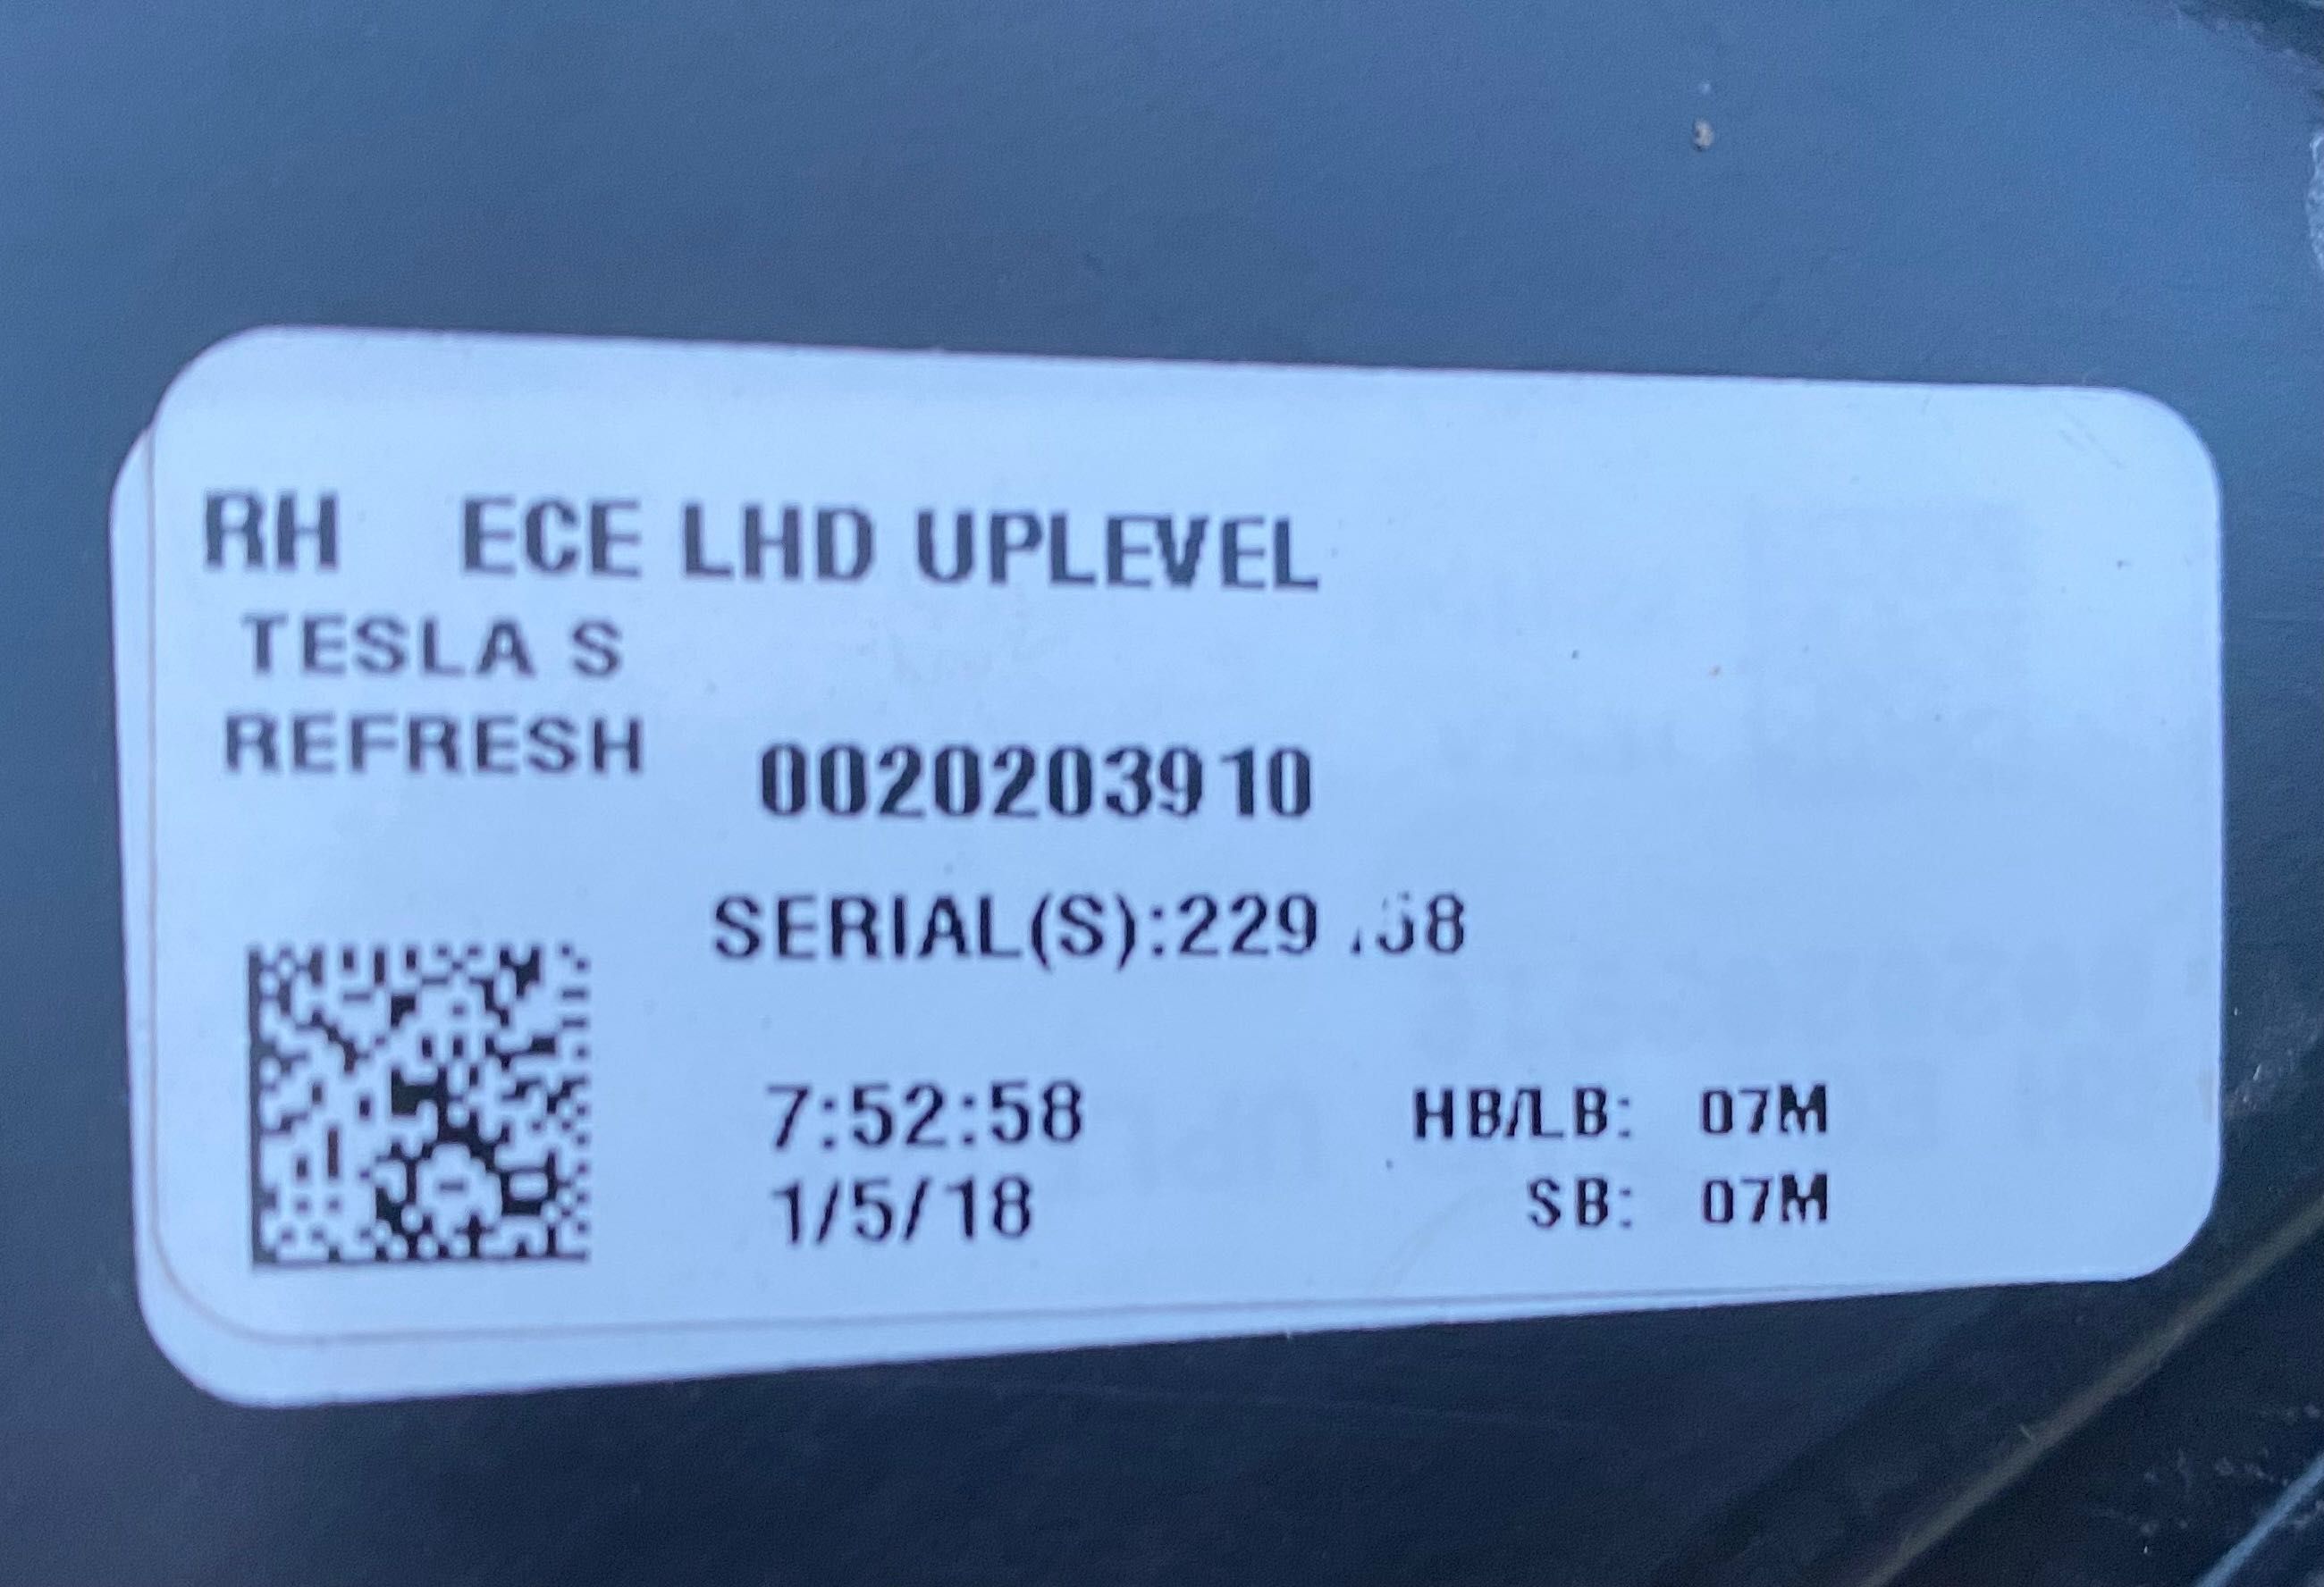 RH ECE LHD UPLEVEL
TESLA S
REFRESH
0020203910
SERIAL(S):229
7:52:58
HB/LB: 07M
1/5/18
SB: 07M